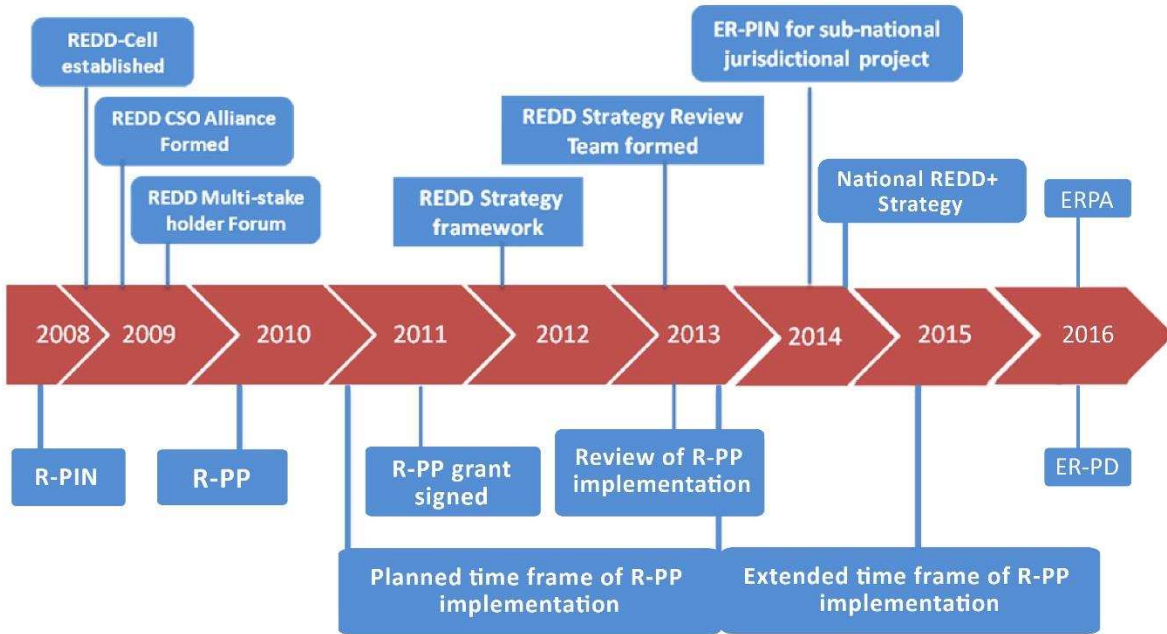 REDD-Cell
established
ER-PIN for sub-national
jurisdictional project
REDD CSO Alliance
Formed
REDD Strategy Review
Team formed
REDD Multi-stake
holder Forum
REDD Strategy
framework
National REDD+
Strategy
ERPA
2008
2009
2010
2011
2012
2013
2014
2015
2016
R-PIN
R-PP
R-PP grant
signed
Review of R-PP
implementation
ER-PD
Planned time frame of R-PP
implementation
Extended time frame of R-PP
implementation